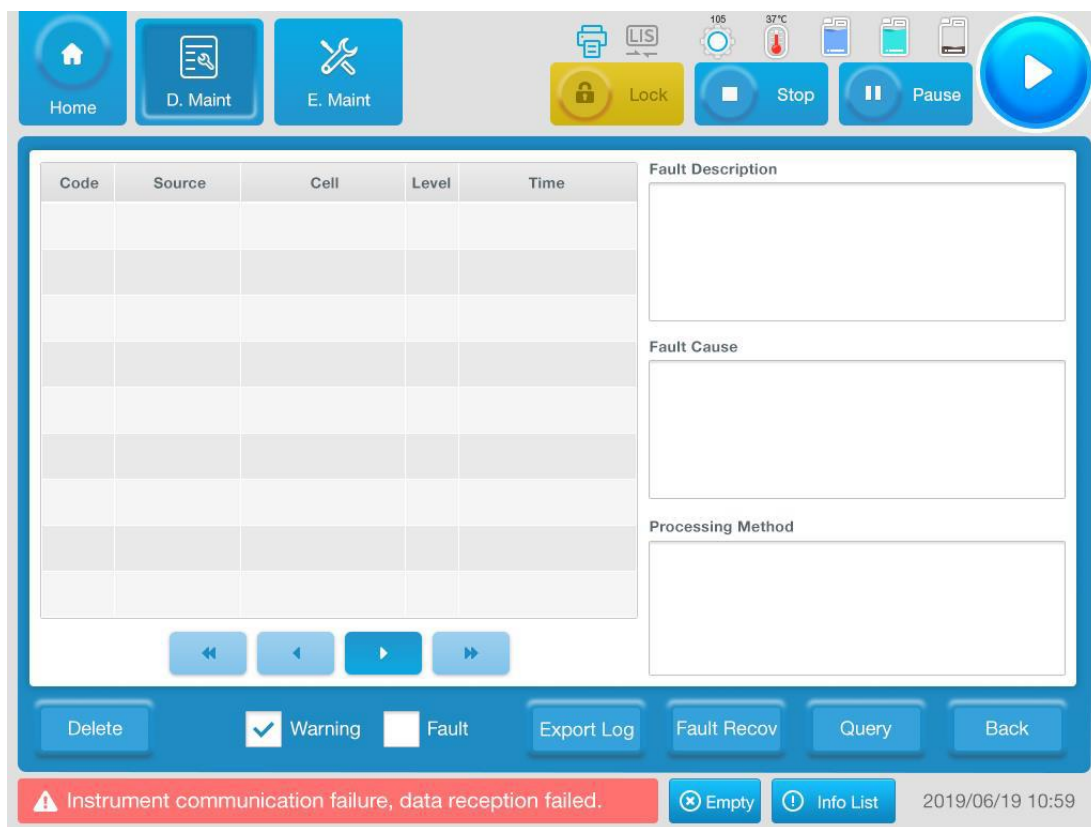 105 37°C
LIS
Home D. Maint E. Maint Lock Stop Pause
Code Source Cell Level Time
Fault Description
Fault Cause
Processing Method
Delete Warning Fault Export Log Fault Recov Query Back
Instrument communication failure, data reception failed. Empty Info List 2019/06/19 10:59